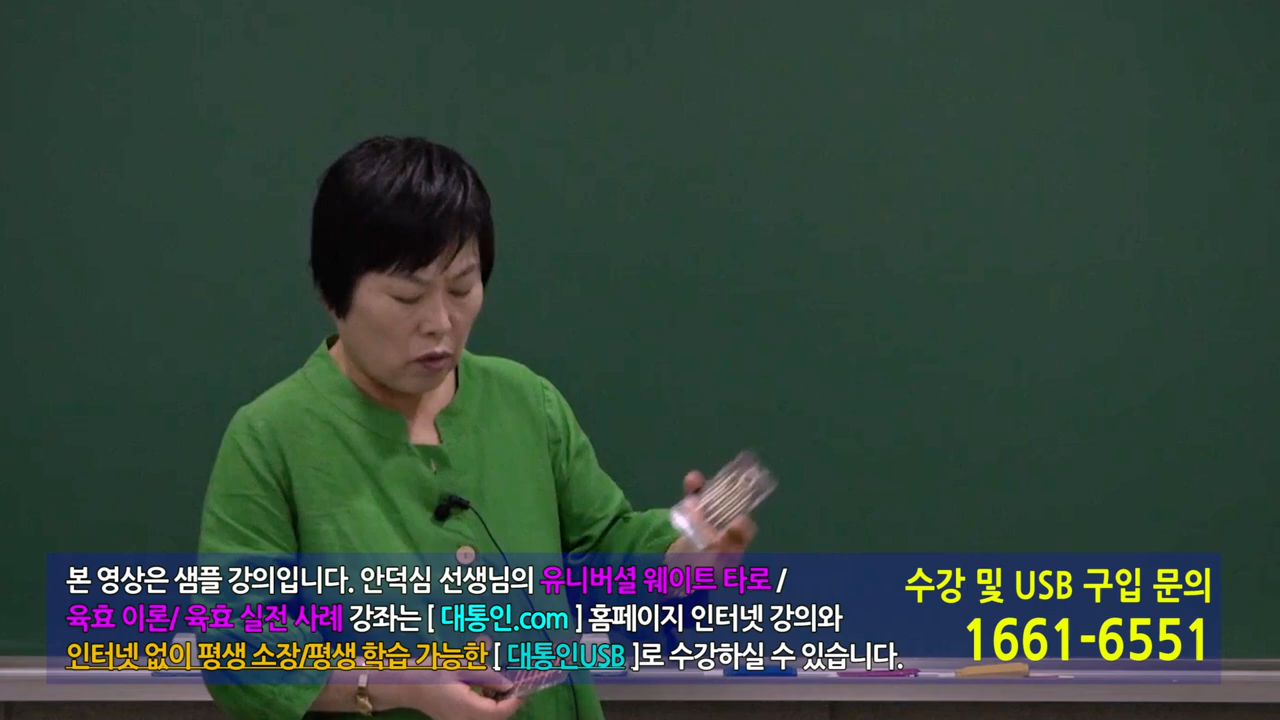 본 영상은 샘플 강의입니다. 안덕심 선생님의 유니버셜 웨이트 타로 /
육효 이론/ 육효 실전 사례 강좌는 [ 대통인.com ] 홈페이지 인터넷 강의와
인터넷 없이 평생 소장/평생 학습 가능한 [ 대통인USB ]로 수강하실 수 있습니다.
수강 및 USB 구입 문의
1661-6551